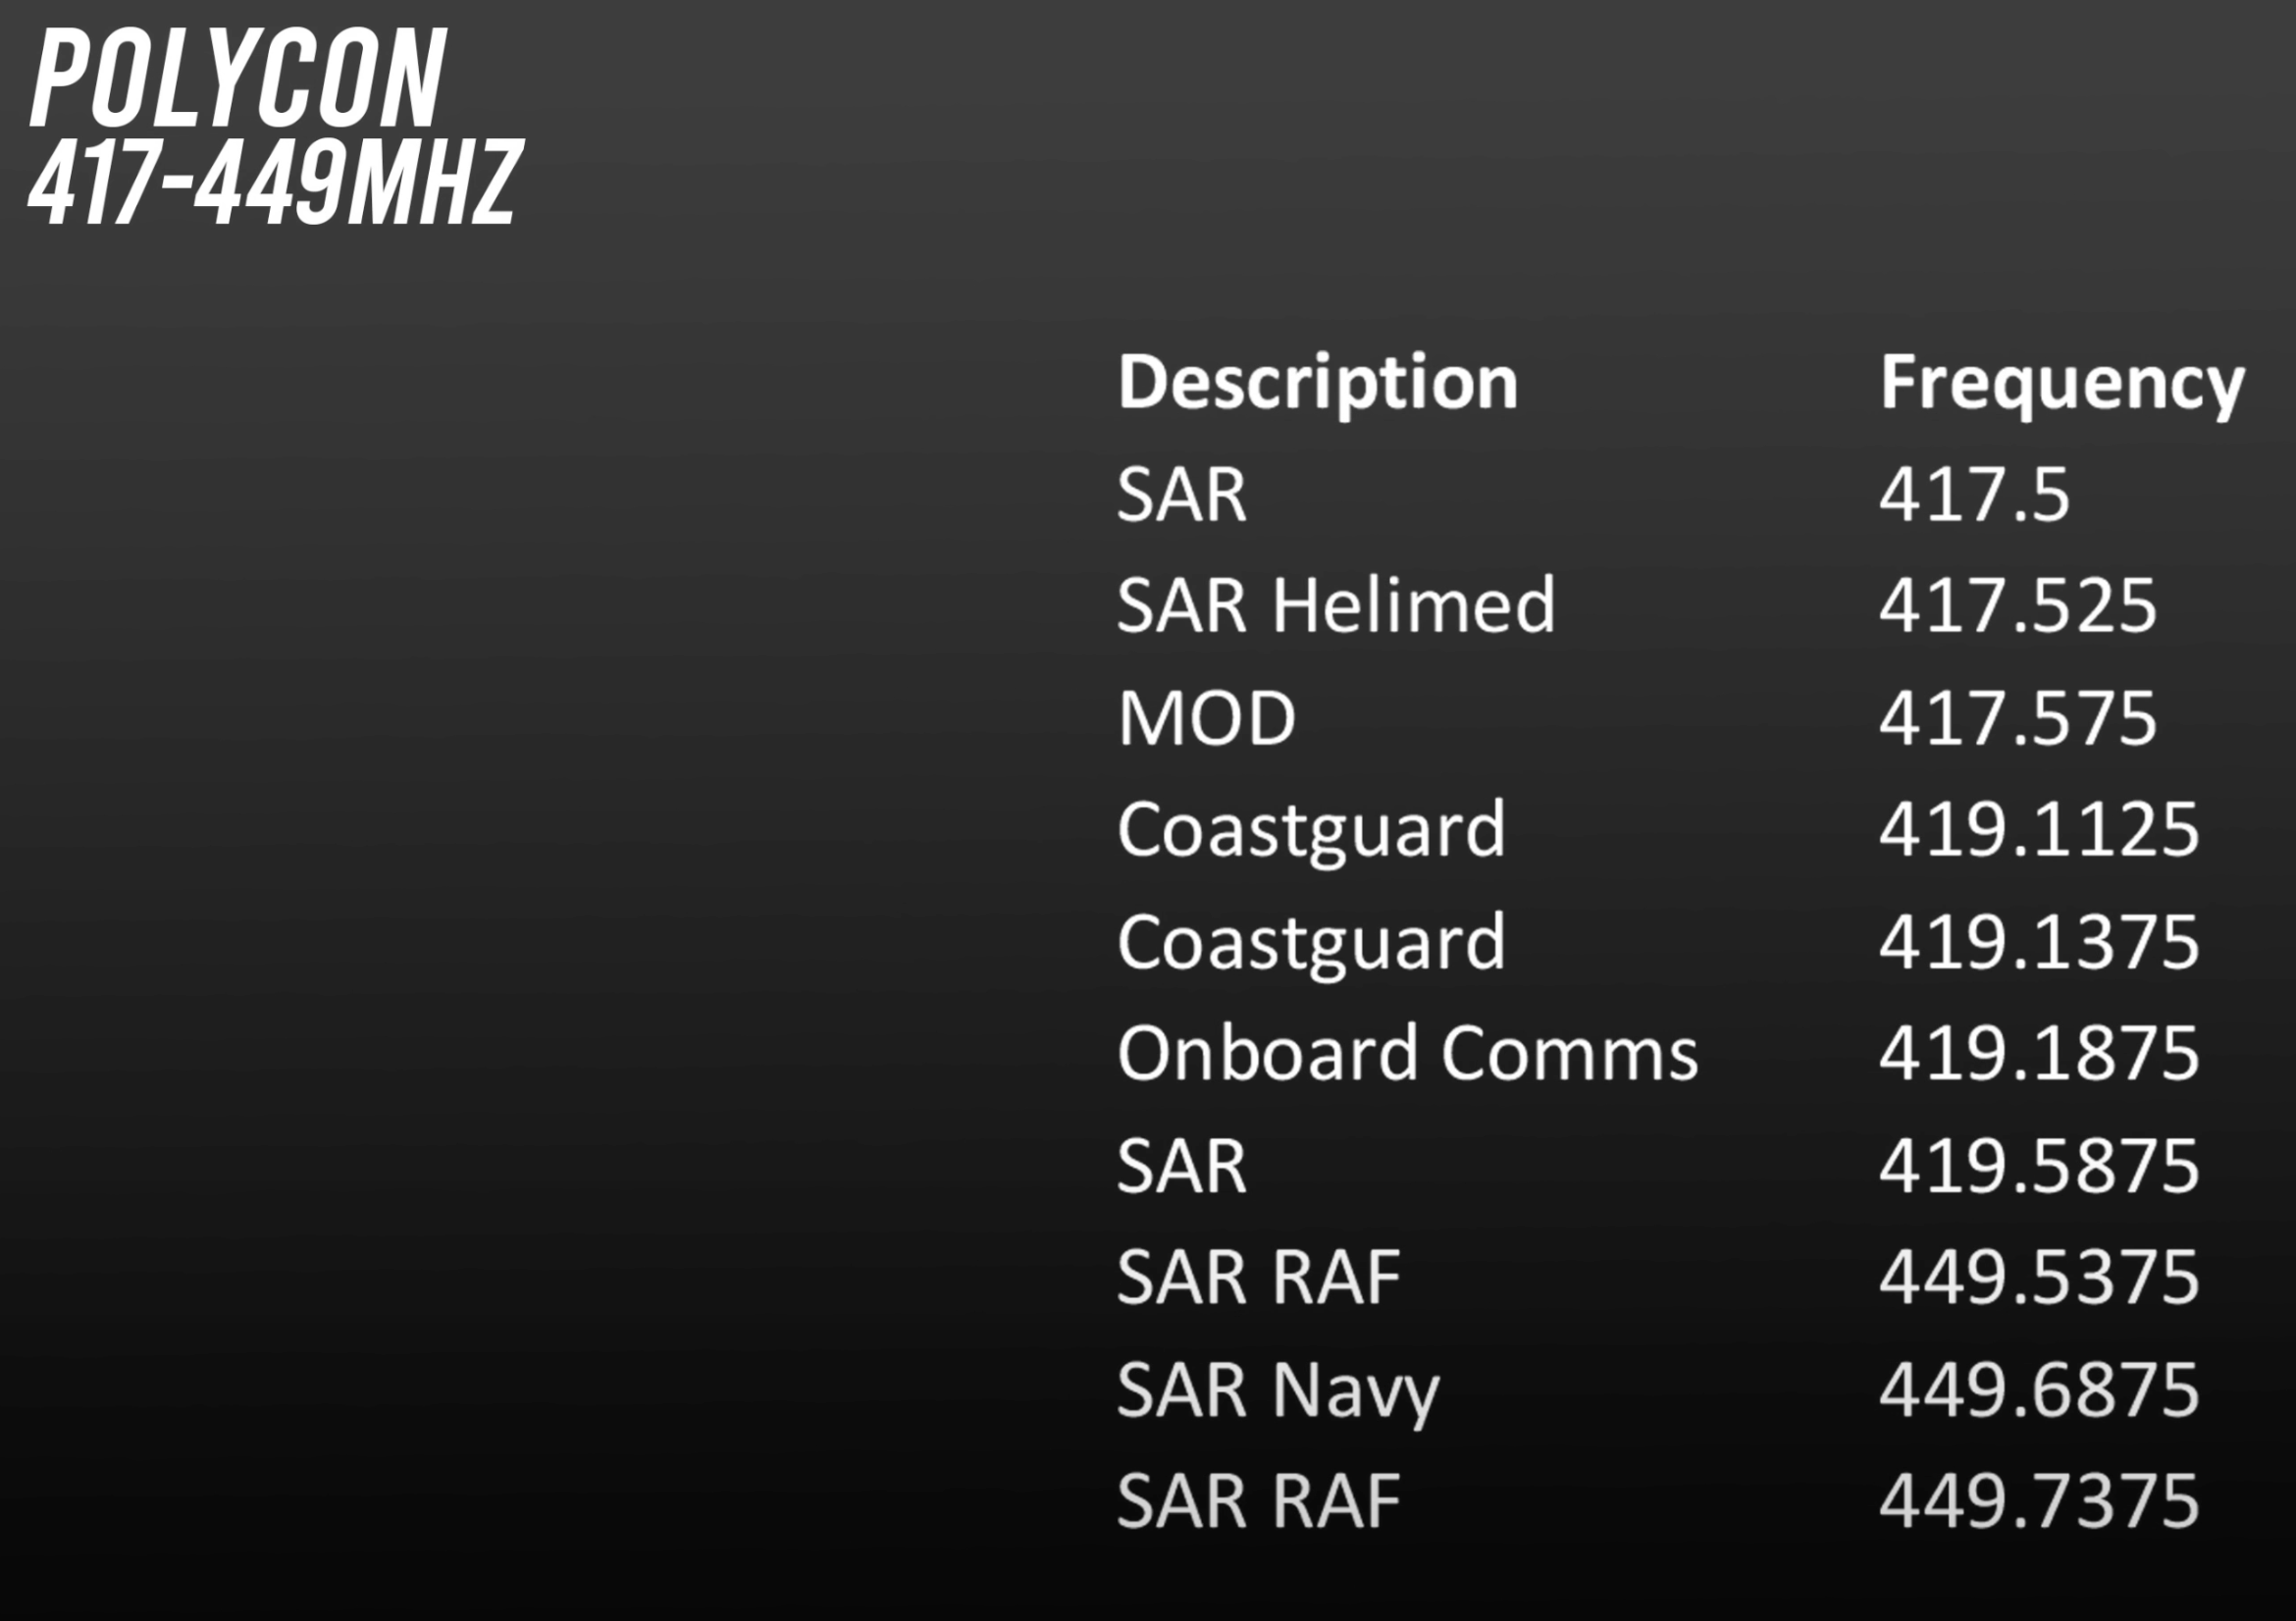 POLYCON
417-449MHZ
Description Frequency
SAR 417.5
SAR Helimed 417.525
MOD 417.575
Coastguard 419.1125
Coastguard 419.1375
Onboard Comms 419.1875
SAR 419.5875
SAR RAF 449.5375
SAR Navy 449.6875
SAR RAF 449.7375